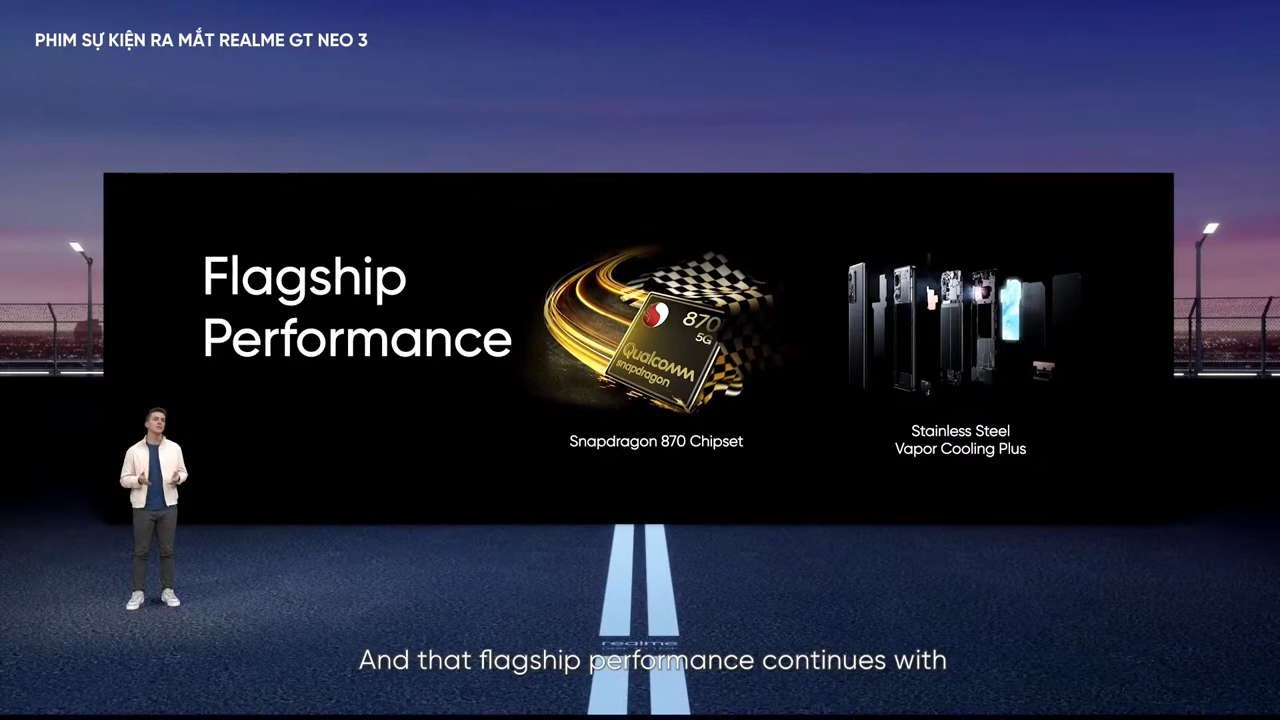 PHIM SỰ KIỆN RA MẮT REALME GT NEO 3
Flagship
Performance
870
5G
Qualcomm
snapdragon
Snapdragon 870 Chipset
Stainless Steel
Vapor Cooling Plus
realme
And that flagship performance continues with